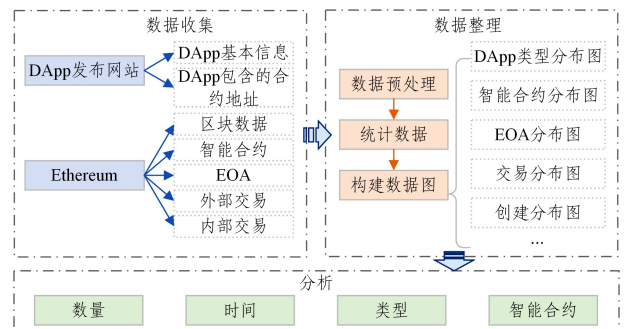 数据收集
DApp发布网站
DApp基本信息
DApp包含的合
约地址
Ethereum
区块数据
智能合约
EOA
外部交易
内部交易
数据整理
数据预处理
统计数据
构建数据图
DApp类型分布图
智能合约分布图
EOA分布图
交易分布图
创建分布图
...
分析
数量
时间
类型
智能合约